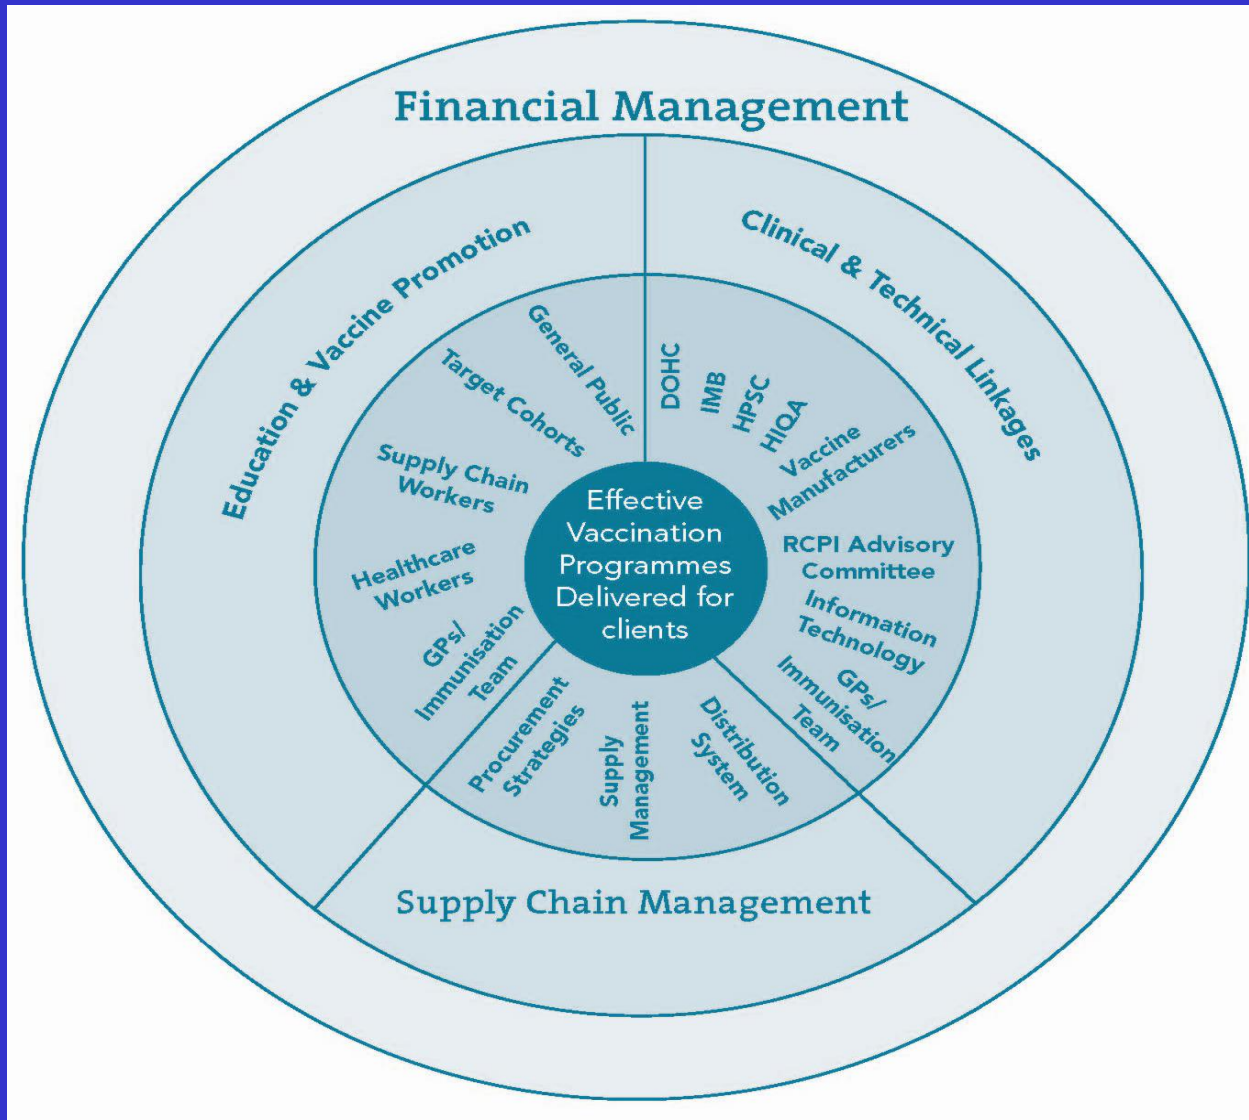 Financial Management
Education & Vaccine Promotion
Clinical & Technical Linkages
General Public
Target Cohorts
Supply Chain
Workers
Healthcare
Workers
GPs/
Immunisation
Team
DOHC
IMB
HPSC
HIQA
Vaccine
Manufacturers
RCPI Advisory
Committee
Information
Technology
GPs/
Immunisation
Team
Effective
Vaccination
Programmes
Delivered for
clients
Procurement
Strategies
Supply
Management
Distribution
System
Supply Chain Management